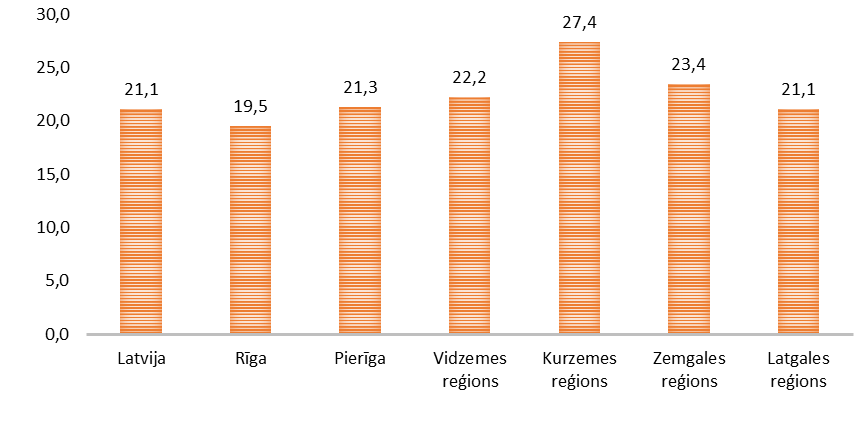 30,0
25,0
20,0
15,0
10,0
5,0
0,0
21,1
19,5
21,3
22,2
27,4
23,4
21,1
Latvija
Rīga
Pierīga
Vidzemes
reģions
Kurzemes
reģions
Zemgales
reģions
Latgales
reģions